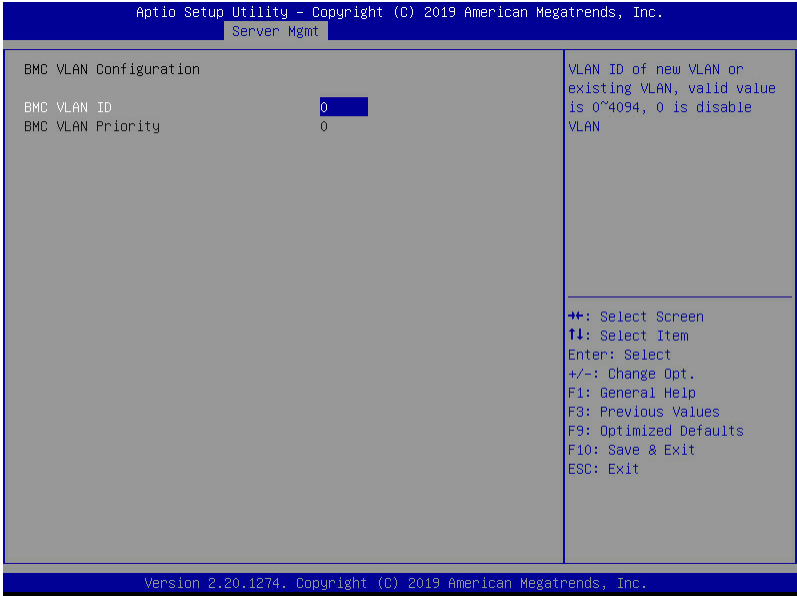 Aptio Setup Utility – Copyright (C) 2019 American Megatrends, Inc.
Server Mgmt
BMC VLAN Configuration
BMC VLAN ID 0
BMC VLAN Priority 0
VLAN ID of new VLAN or
existing VLAN, valid value
is 0~4094, 0 is disable
VLAN
→←: Select Screen
↑↓: Select Item
Enter: Select
+/-: Change Opt.
F1: General Help
F3: Previous Values
F9: Optimized Defaults
F10: Save & Exit
ESC: Exit
Version 2.20.1274. Copyright (C) 2019 American Megatrends, Inc.